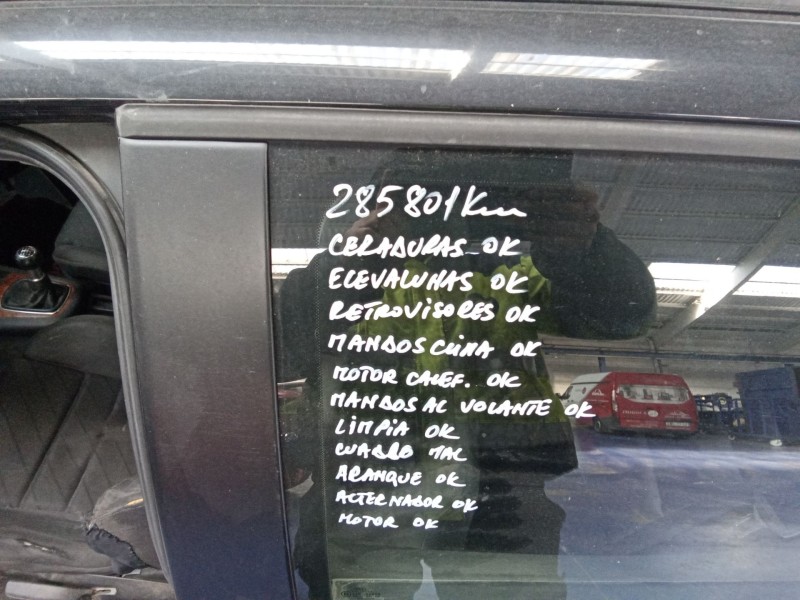 285801Km
CERADURAS OK
ELEVALUNAS OK
RETROVISORES OK
MANDOS CLIMA OK
MOTOR CALEF. OK
MANDOS AL VOLANTE OK
LIMPIA OK
CUADRO MAL
ARANQUE OK
ALTERNADOR OK
MOTOR OK